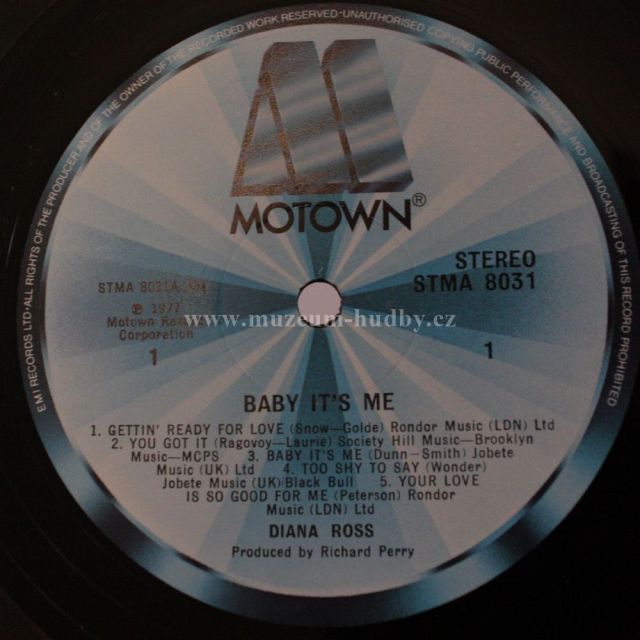 EMI RECORDS LTD·ALL RIGHTS OF THE PRODUCER AND OF THE OWNER OF THE RECORDED WORK RESERVED·UNAUTHORISED COPYING PUBLIC PERFORMANCE AND BROADCASTING OF THIS RECORD PROHIBITED
MOTOWN®
STEREO
STMA 8031
STMA 8031A
℗ 1977
Motown Record
Corporation
www.muzeum-hudby.cz
1
1
BABY IT'S ME
1. GETTIN' READY FOR LOVE (Snow—Golde) Rondor Music (LDN) Ltd
2. YOU GOT IT (Ragovoy—Laurie) Society Hill Music—Brooklyn
Music—MCPS 3. BABY IT'S ME (Dunn—Smith) Jobete
Music (UK) Ltd 4. TOO SHY TO SAY (Wonder)
Jobete Music (UK)/Black Bull 5. YOUR LOVE
IS SO GOOD FOR ME (Peterson) Rondor
Music (LDN) Ltd
DIANA ROSS
Produced by Richard Perry